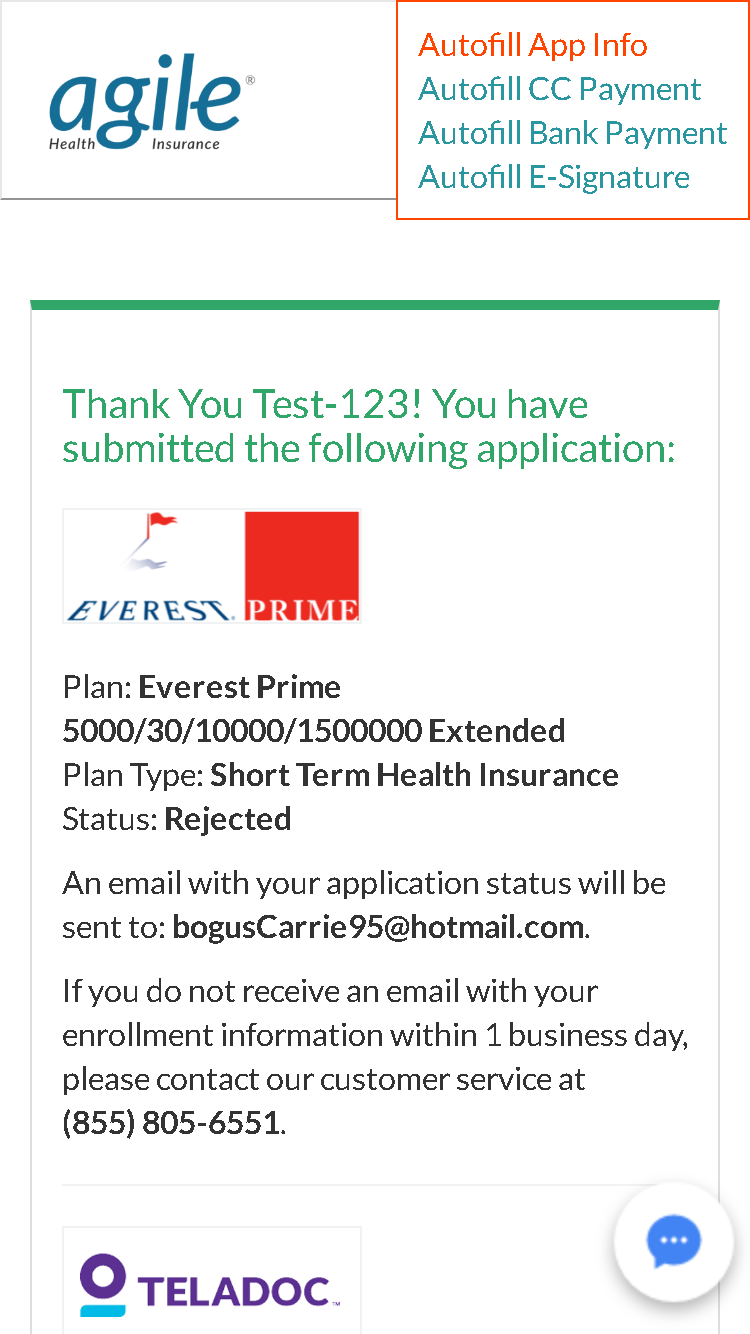 agile®
Health Insurance
Autofill App Info
Autofill CC Payment
Autofill Bank Payment
Autofill E-Signature
Thank You Test-123! You have
submitted the following application:
EVEREST® PRIME
Plan: Everest Prime
5000/30/10000/1500000 Extended
Plan Type: Short Term Health Insurance
Status: Rejected
An email with your application status will be
sent to: bogusCarrie95@hotmail.com.
If you do not receive an email with your
enrollment information within 1 business day,
please contact our customer service at
(855) 805-6551.
TELADOC™